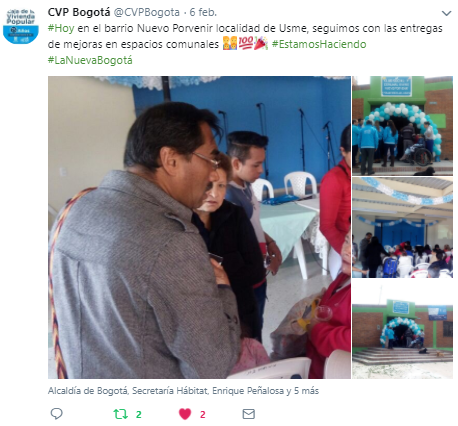 CVP Bogotá @CVPBogota · 6 feb.
#Hoy en el barrio Nuevo Porvenir localidad de Usme, seguimos con las entregas
de mejoras en espacios comunales 💯 🎉 #EstamosHaciendo
#LaNuevaBogotá
Vivienda
Popular
Alcaldía de Bogotá, Secretaría Hábitat, Enrique Peñalosa y 5 más
2
2